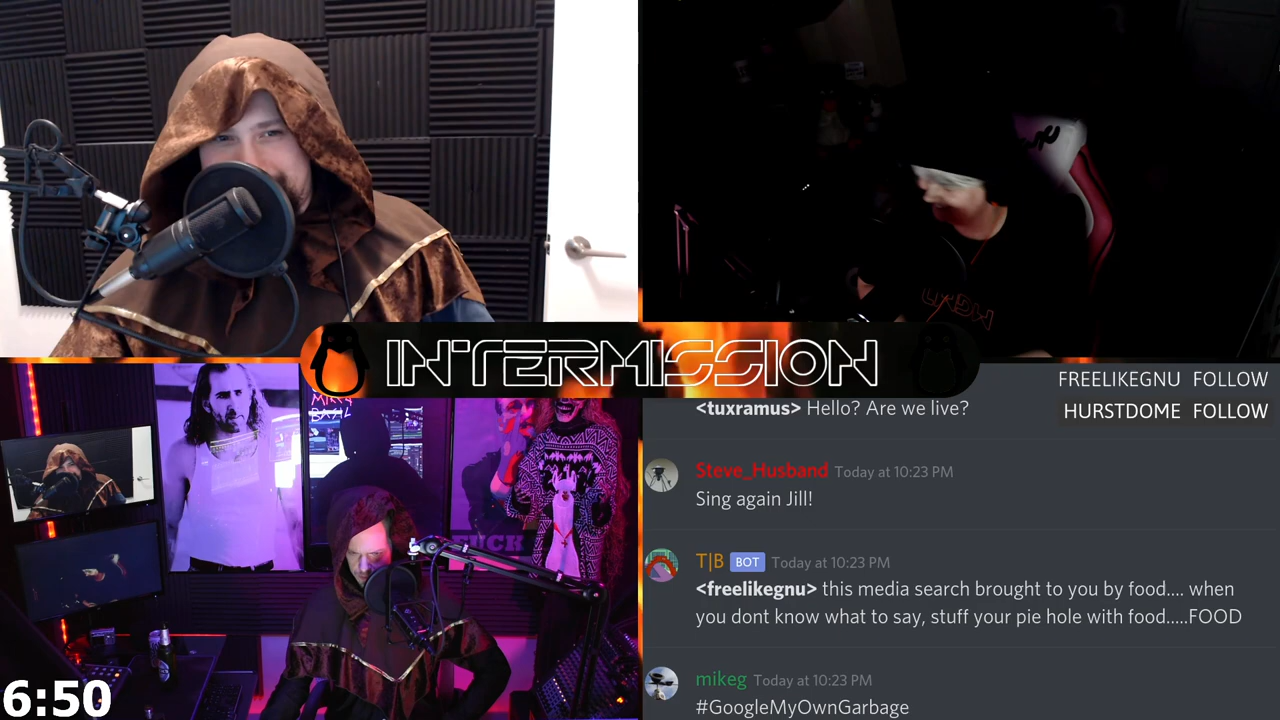 INTERMISSION
FREELIKEGNU FOLLOW
HURSTDOME FOLLOW
<tuxramus> Hello? Are we live?
Steve_Husband Today at 10:23 PM
Sing again Jill!
T|B BOT Today at 10:23 PM
<freelikegnu> this media search brought to you by food.... when
you dont know what to say, stuff your pie hole with food.....FOOD
mikeg Today at 10:23 PM
#GoogleMyOwnGarbage
6:50